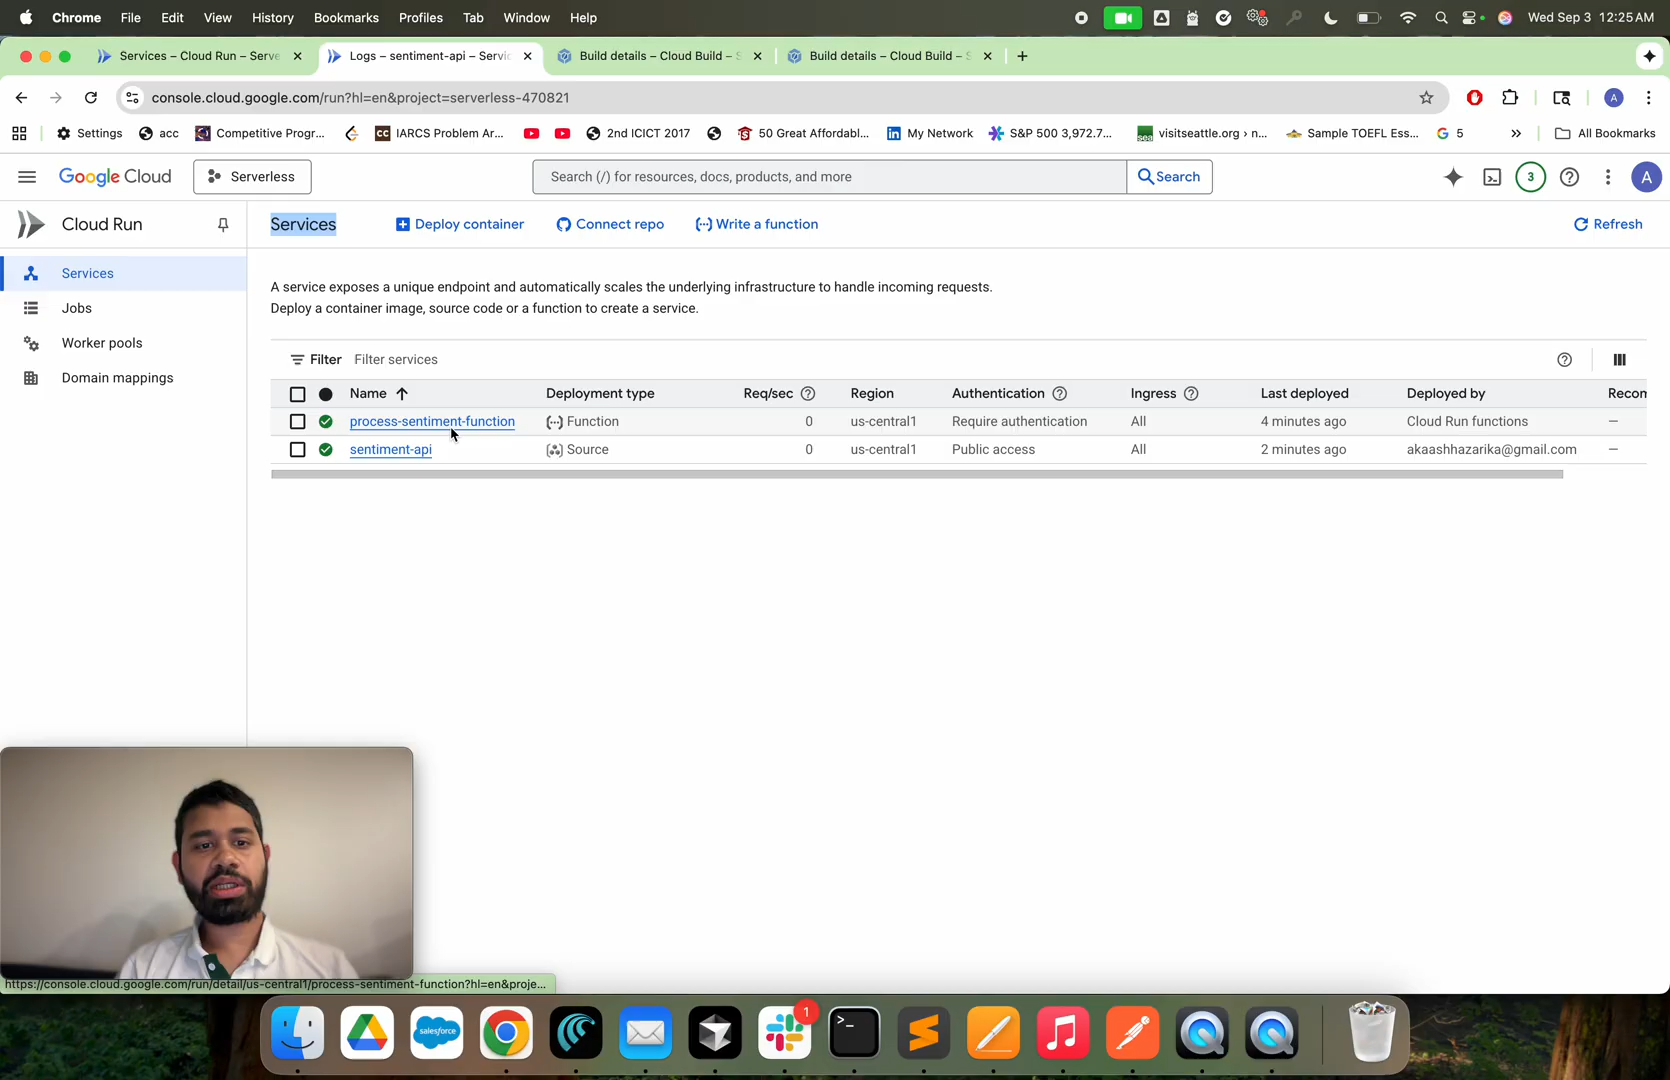 Chrome File Edit View History Bookmarks Profiles Tab Window Help Wed Sep 3 12:25 AM
Services – Cloud Run – Serve
Logs – sentiment-api – Servic
Build details – Cloud Build – S
Build details – Cloud Build – S
console.cloud.google.com/run?hl=en&project=serverless-470821 A
Settings acc Competitive Progr... IARCS Problem Ar... 2nd ICICT 2017 50 Great Affordabl... My Network S&P 500 3,972.7... visitseattle.org › n... Sample TOEFL Ess... 5 » All Bookmarks
Google Cloud Serverless Search (/) for resources, docs, products, and more Search 3 A
Cloud Run Services Deploy container Connect repo Write a function Refresh
Services
Jobs
Worker pools
Domain mappings
A service exposes a unique endpoint and automatically scales the underlying infrastructure to handle incoming requests.
Deploy a container image, source code or a function to create a service.
Filter Filter services
Name Deployment type Req/sec Region Authentication Ingress Last deployed Deployed by Recom
process-sentiment-function Function 0 us-central1 Require authentication All 4 minutes ago Cloud Run functions –
sentiment-api Source 0 us-central1 Public access All 2 minutes ago akaashhazarika@gmail.com –
https://console.cloud.google.com/run/detail/us-central1/process-sentiment-function?hl=en&proje...
salesforce
1